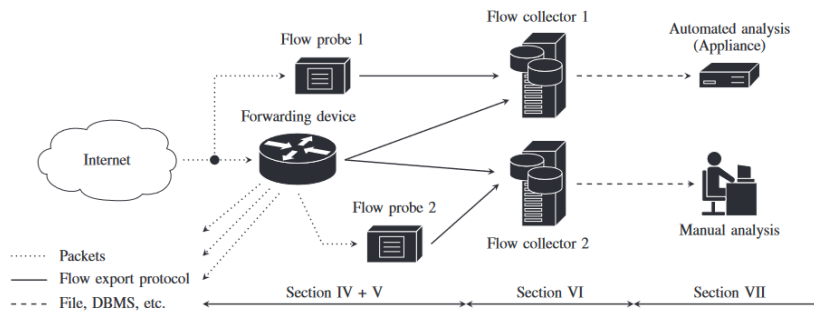 Flow collector 1
Automated analysis
(Appliance)
Flow probe 1
Forwarding device
Internet
Flow probe 2
Flow collector 2
Manual analysis
Packets
Flow export protocol
File, DBMS, etc.
Section IV + V
Section VI
Section VII